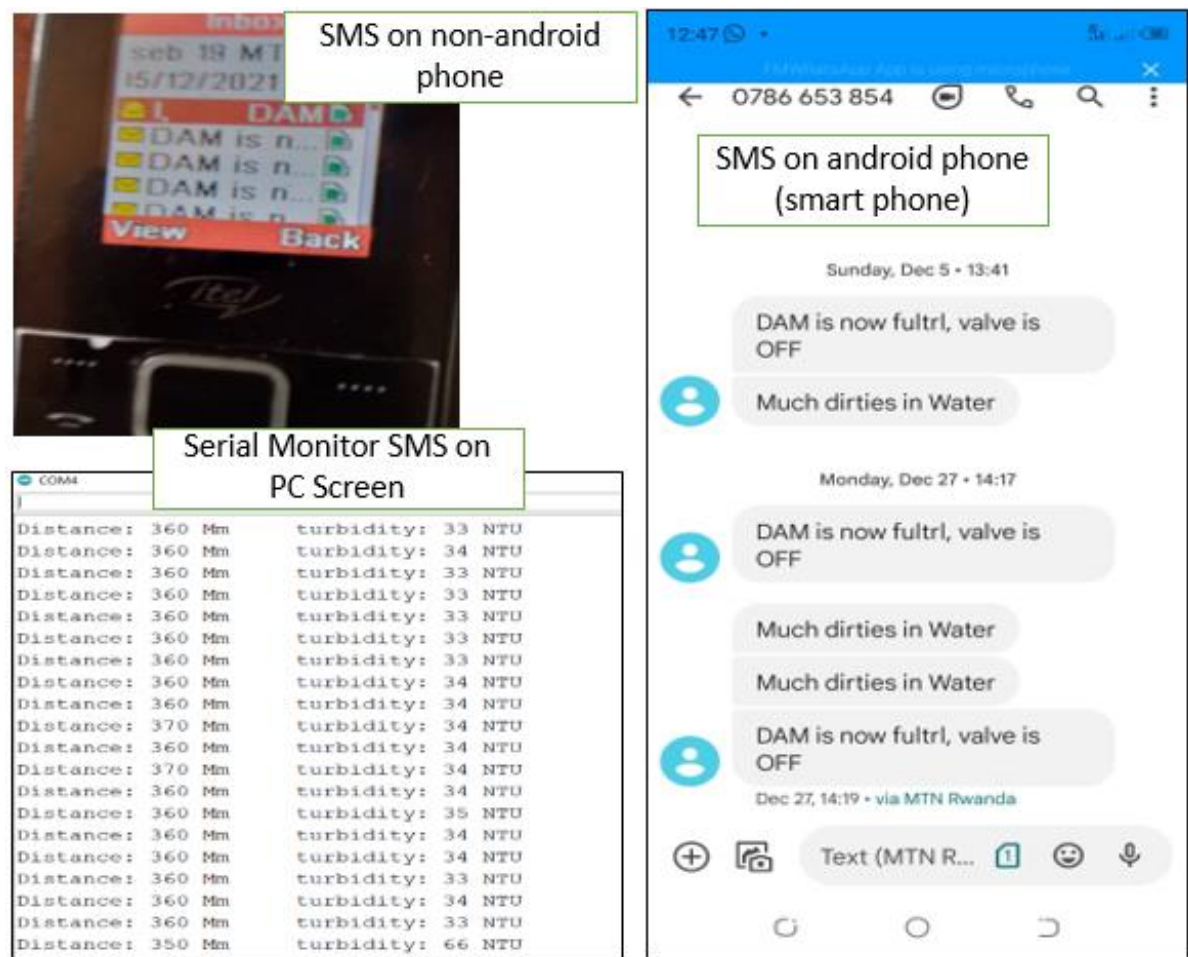 Inbox
seb 19 MT
15/12/2021
DAM
DAM is n...
DAM is n...
DAM is n...
DAM is n...
View Back
itel
SMS on non-android
phone
Serial Monitor SMS on
PC Screen
COM4
Distance: 360 Mm turbidity: 33 NTU
Distance: 360 Mm turbidity: 34 NTU
Distance: 360 Mm turbidity: 33 NTU
Distance: 360 Mm turbidity: 33 NTU
Distance: 360 Mm turbidity: 33 NTU
Distance: 360 Mm turbidity: 33 NTU
Distance: 360 Mm turbidity: 33 NTU
Distance: 360 Mm turbidity: 34 NTU
Distance: 360 Mm turbidity: 34 NTU
Distance: 370 Mm turbidity: 34 NTU
Distance: 360 Mm turbidity: 34 NTU
Distance: 370 Mm turbidity: 34 NTU
Distance: 360 Mm turbidity: 34 NTU
Distance: 360 Mm turbidity: 35 NTU
Distance: 360 Mm turbidity: 34 NTU
Distance: 360 Mm turbidity: 34 NTU
Distance: 360 Mm turbidity: 33 NTU
Distance: 360 Mm turbidity: 34 NTU
Distance: 360 Mm turbidity: 33 NTU
Distance: 350 Mm turbidity: 66 NTU
12:47
FMWhatsApp App is using microphone
0786 653 854
SMS on android phone
(smart phone)
Sunday, Dec 5 • 13:41
DAM is now fultrl, valve is
OFF
Much dirties in Water
Monday, Dec 27 • 14:17
DAM is now fultrl, valve is
OFF
Much dirties in Water
Much dirties in Water
DAM is now fultrl, valve is
OFF
Dec 27, 14:19 • via MTN Rwanda
Text (MTN R... 1